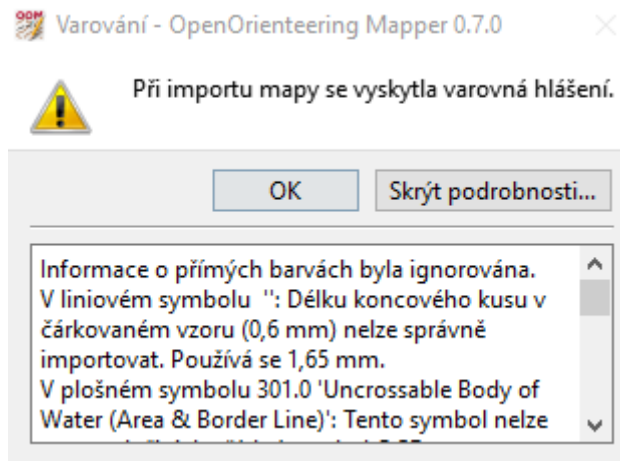 Varování - OpenOrienteering Mapper 0.7.0
Při importu mapy se vyskytla varovná hlášení.
OK
Skrýt podrobnosti...
Informace o přímých barvách byla ignorována.
V liniovém symbolu '': Délku koncového kusu v
čárkovaném vzoru (0,6 mm) nelze správně
importovat. Používá se 1,65 mm.
V plošném symbolu 301.0 'Uncrossable Body of
Water (Area & Border Line)': Tento symbol nelze